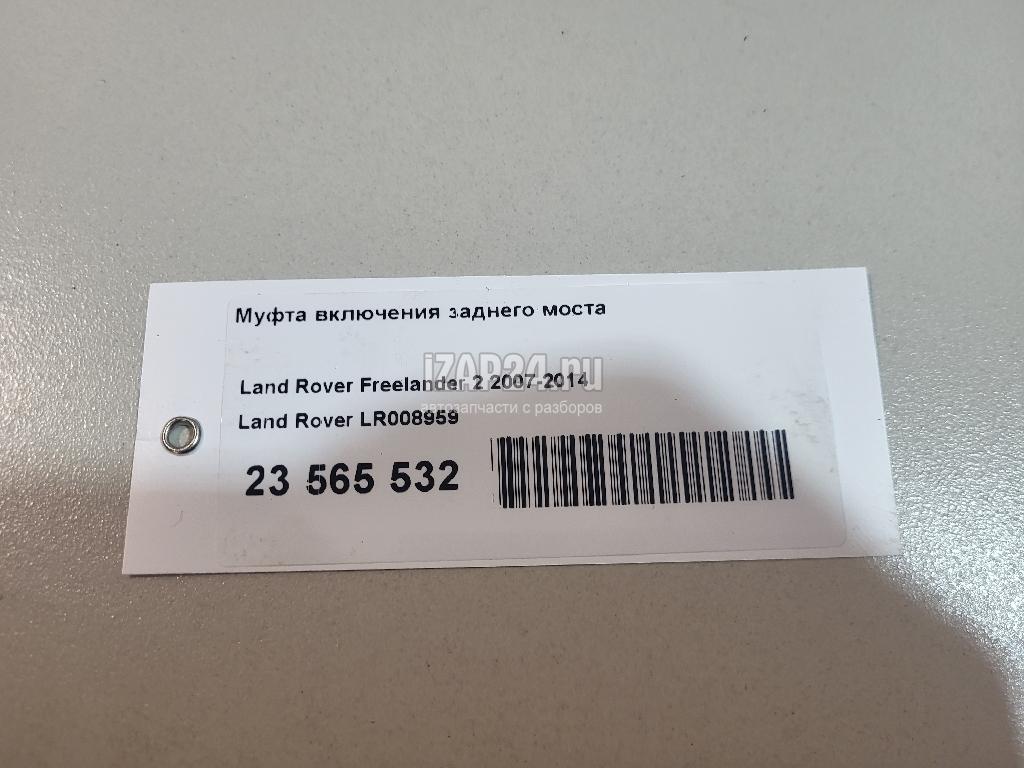 Муфта включения заднего моста
iZAP24.ru
Land Rover Freelander 2 2007-2014
автозапчасти с разборов
Land Rover LR008959
23 565 532